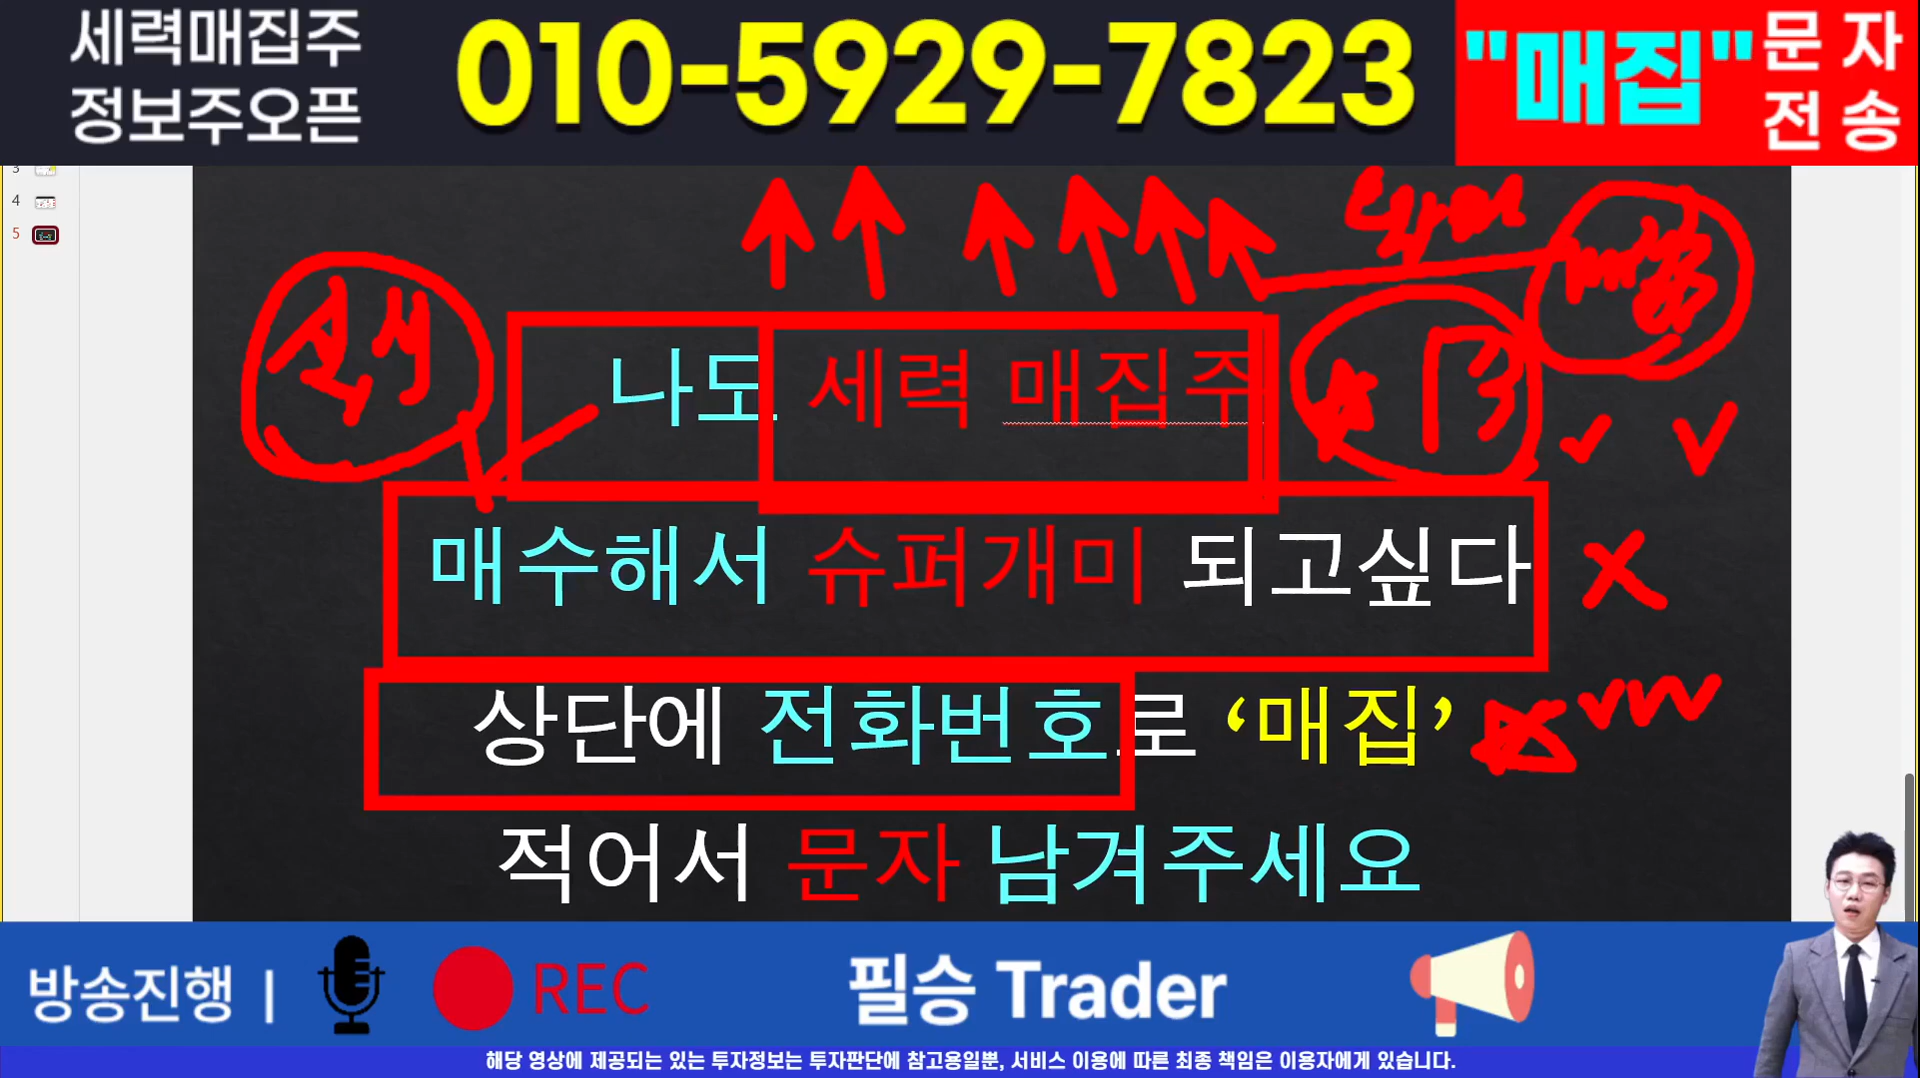 세력매집주
정보주오픈
010-5929-7823
"매집"
문자
전송
3
4
5
나도 세력 매집주
매수해서 슈퍼개미 되고싶다
상단에 전화번호로 ‘매집’
적어서 문자 남겨주세요
방송진행 |
REC
필승 Trader
해당 영상에 제공되는 있는 투자정보는 투자판단에 참고용일뿐, 서비스 이용에 따른 최종 책임은 이용자에게 있습니다.